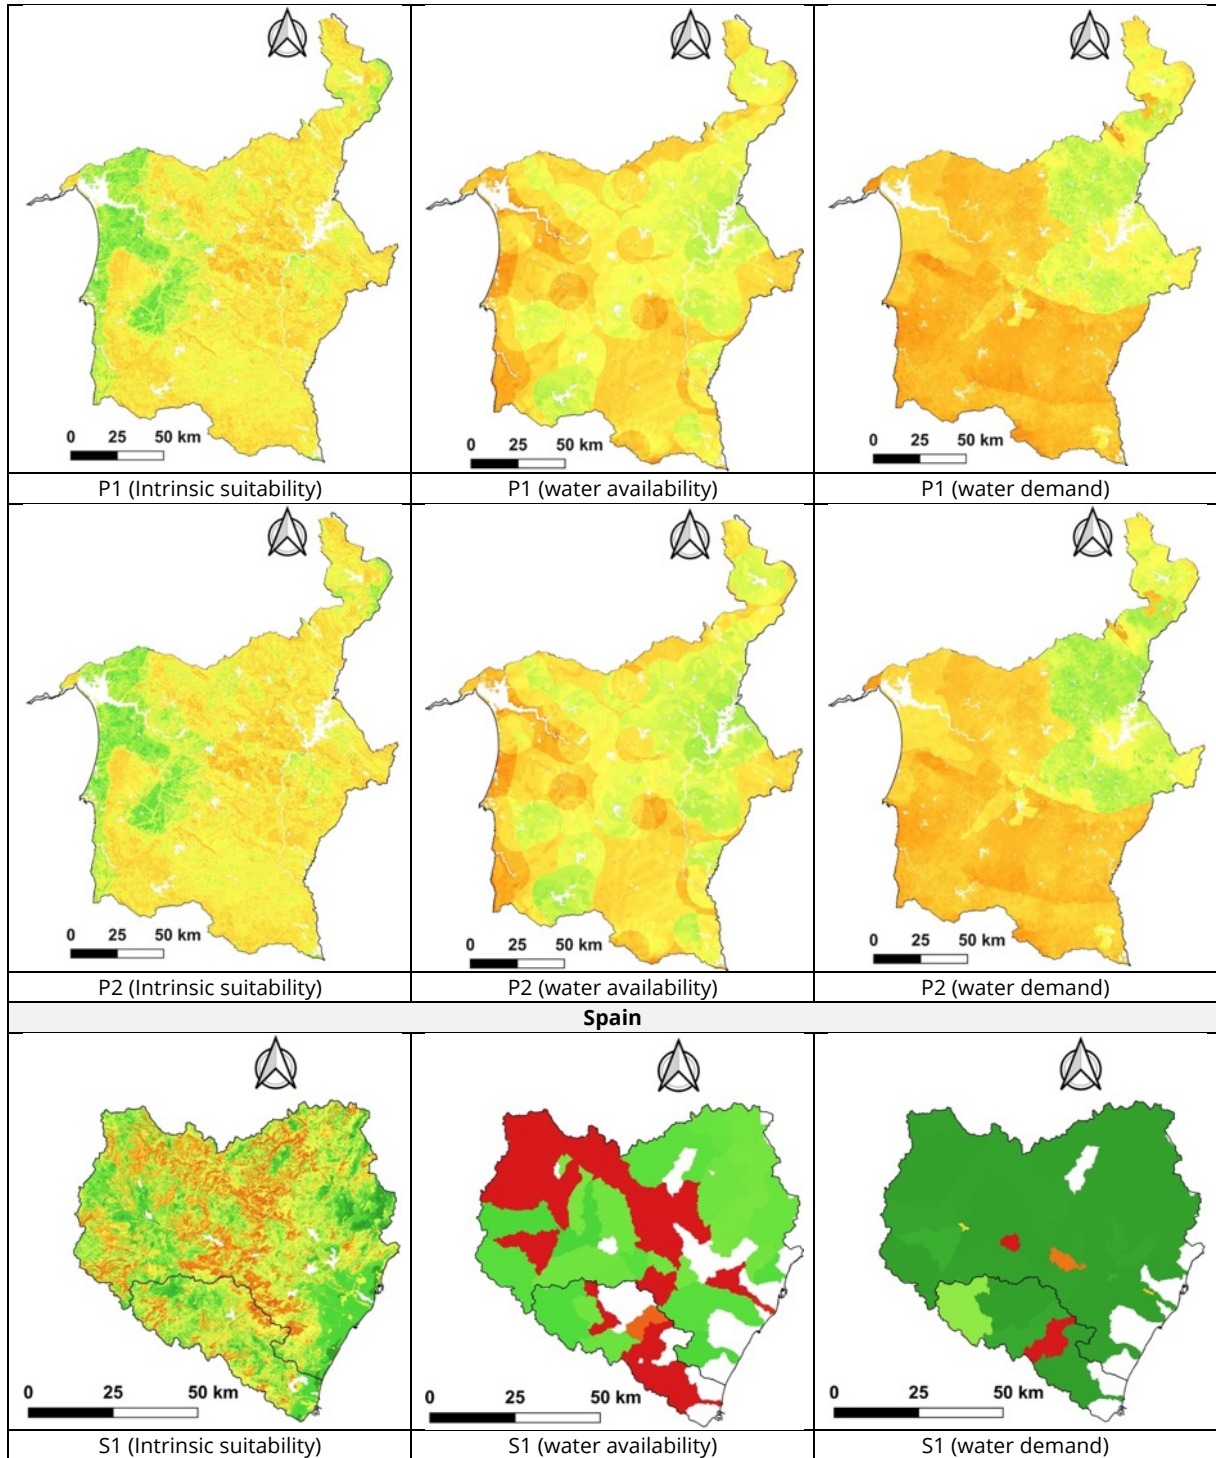 0 25 50 km
0 25 50 km
0 25 50 km
P1 (Intrinsic suitability)
P1 (water availability)
P1 (water demand)
0 25 50 km
0 25 50 km
0 25 50 km
P2 (Intrinsic suitability)
P2 (water availability)
P2 (water demand)
Spain
0 25 50 km
0 25 50 km
0 25 50 km
S1 (Intrinsic suitability)
S1 (water availability)
S1 (water demand)